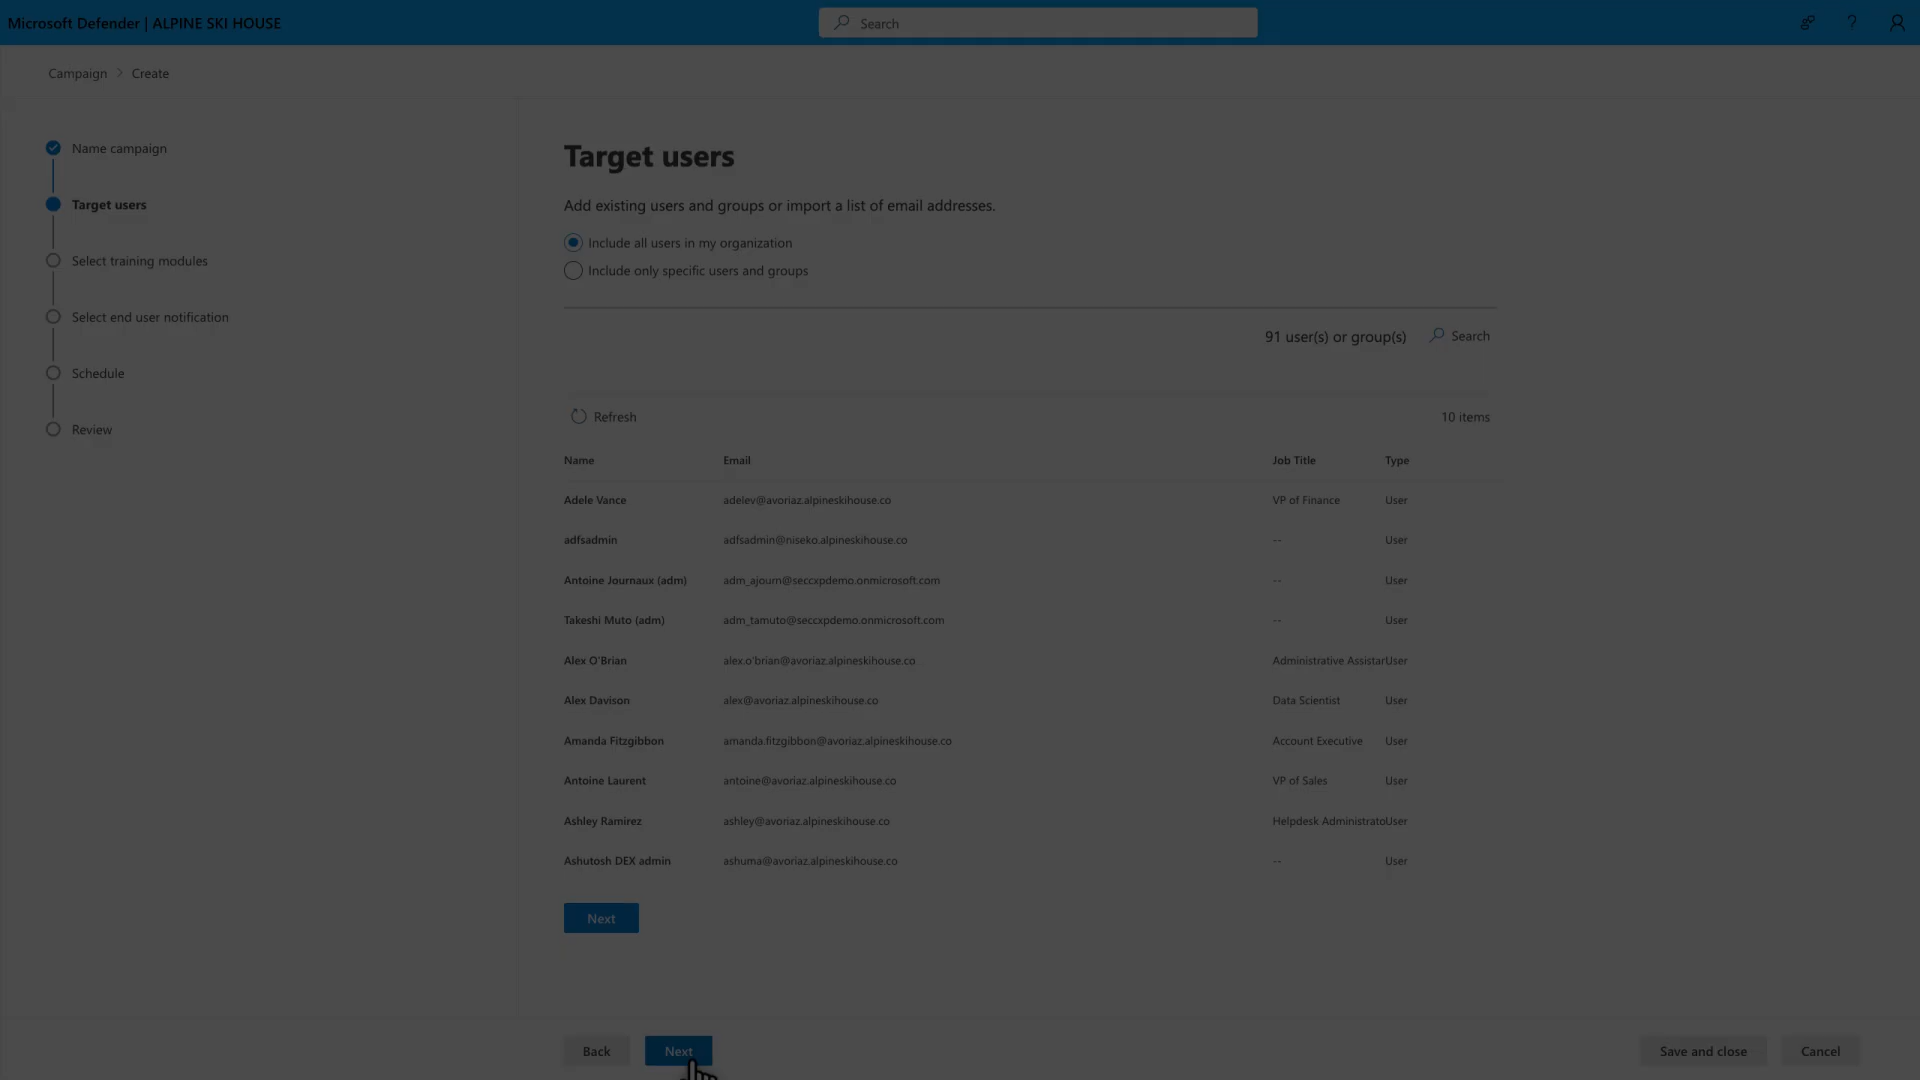 Microsoft Defender | ALPINE SKI HOUSE
Search
Campaign > Create
Name campaign
Target users
Select training modules
Select end user notification
Schedule
Review
Target users
Add existing users and groups or import a list of email addresses.
Include all users in my organization
Include only specific users and groups
91 user(s) or group(s) Search
Refresh 10 items
Name Email Job Title Type
Adele Vance adelev@avoriaz.alpineskihouse.co VP of Finance User
adfsadmin adfsadmin@niseko.alpineskihouse.co -- User
Antoine Journaux (adm) adm_ajourn@seccxpdemo.onmicrosoft.com -- User
Takeshi Muto (adm) adm_tamuto@seccxpdemo.onmicrosoft.com -- User
Alex O'Brian alex.o'brian@avoriaz.alpineskihouse.co Administrative Assistar User
Alex Davison alex@avoriaz.alpineskihouse.co Data Scientist User
Amanda Fitzgibbon amanda.fitzgibbon@avoriaz.alpineskihouse.co Account Executive User
Antoine Laurent antoine@avoriaz.alpineskihouse.co VP of Sales User
Ashley Ramirez ashley@avoriaz.alpineskihouse.co Helpdesk Administrato User
Ashutosh DEX admin ashuma@avoriaz.alpineskihouse.co -- User
Next
Back Next Save and close Cancel